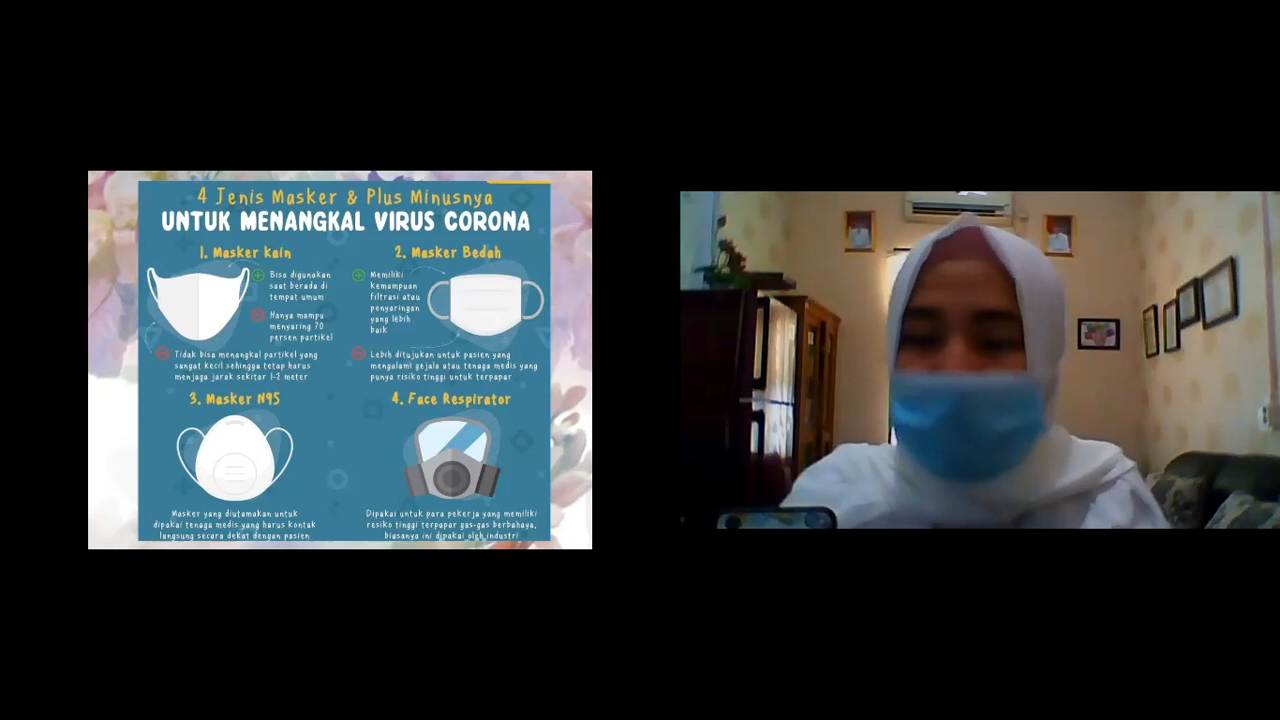 4 Jenis Masker & Plus Minusnya
UNTUK MENANGKAL VIRUS CORONA
1. Masker Kain
Bisa digunakan
saat berada di
tempat umum
Hanya mampu
menyaring 70
persen partikel
Tidak bisa menangkal partikel yang
sangat kecil sehingga tetap harus
menjaga jarak sekitar 1-2 meter
2. Masker Bedah
Memiliki
kemampuan
filtrasi atau
penyaringan
yang lebih
baik
Lebih ditujukan untuk pasien yang
mengalami gejala atau tenaga medis yang
punya risiko tinggi untuk terpapar
3. Masker N95
Masker yang diutamakan untuk
dipakai tenaga medis yang harus kontak
langsung secara dekat dengan pasien
4. Face Respirator
Dipakai untuk para pekerja yang memiliki
resiko tinggi terpapar gas-gas berbahaya,
biasanya ini dipakai oleh industri